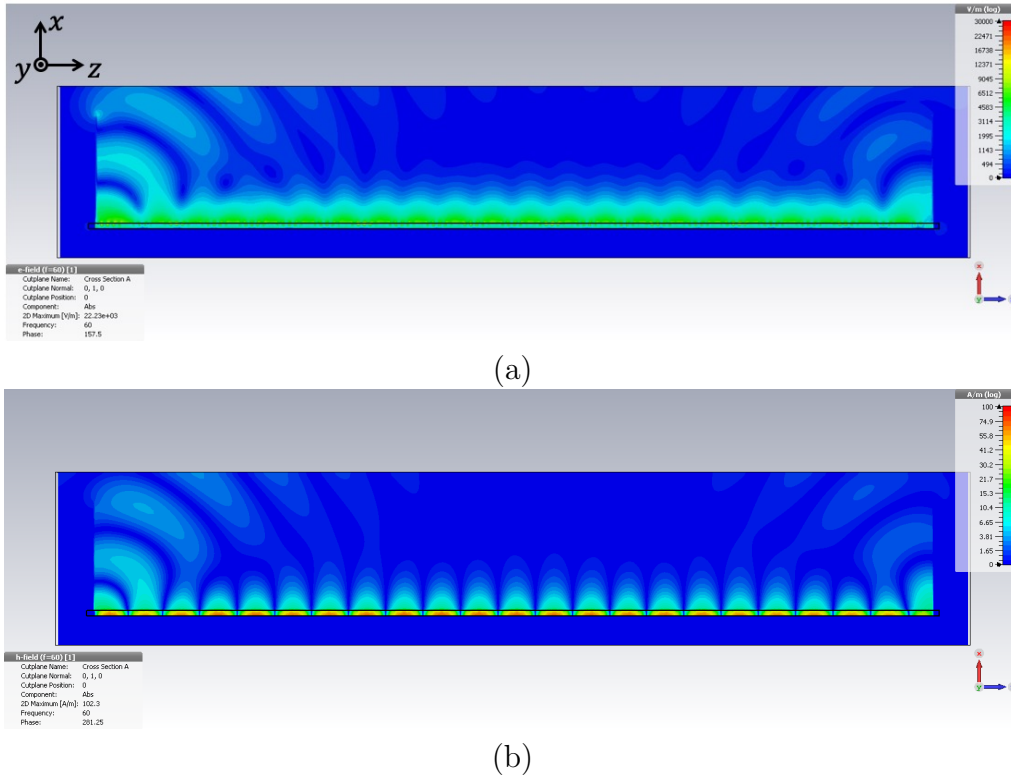 V/m (log)
30000
22471
16738
12371
9045
6512
4583
3114
1995
1143
494
0
x
y
z
e-field (f=60) [1]
Cutplane Name: Cross Section A
Cutplane Normal: 0, 1, 0
Cutplane Position: 0
Component: Abs
2D Maximum [V/m]: 22.23e+03
Frequency: 60
Phase: 157.5
x
y
(a)
A/m (log)
100
74.9
55.8
41.2
30.2
21.7
15.3
10.4
6.65
3.81
1.65
0
h-field (f=60) [1]
Cutplane Name: Cross Section A
Cutplane Normal: 0, 1, 0
Cutplane Position: 0
Component: Abs
2D Maximum [A/m]: 102.3
Frequency: 60
Phase: 281.25
x
y
(b)